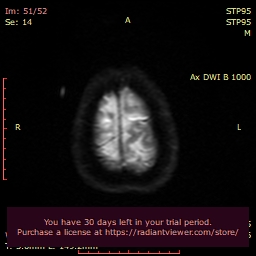 Im: 51/52
Se: 14
A
STP95
STP95
M
Ax DWI B 1000
R
L
You have 30 days left in your trial period.
Purchase a license at https://radiantviewer.com/store/